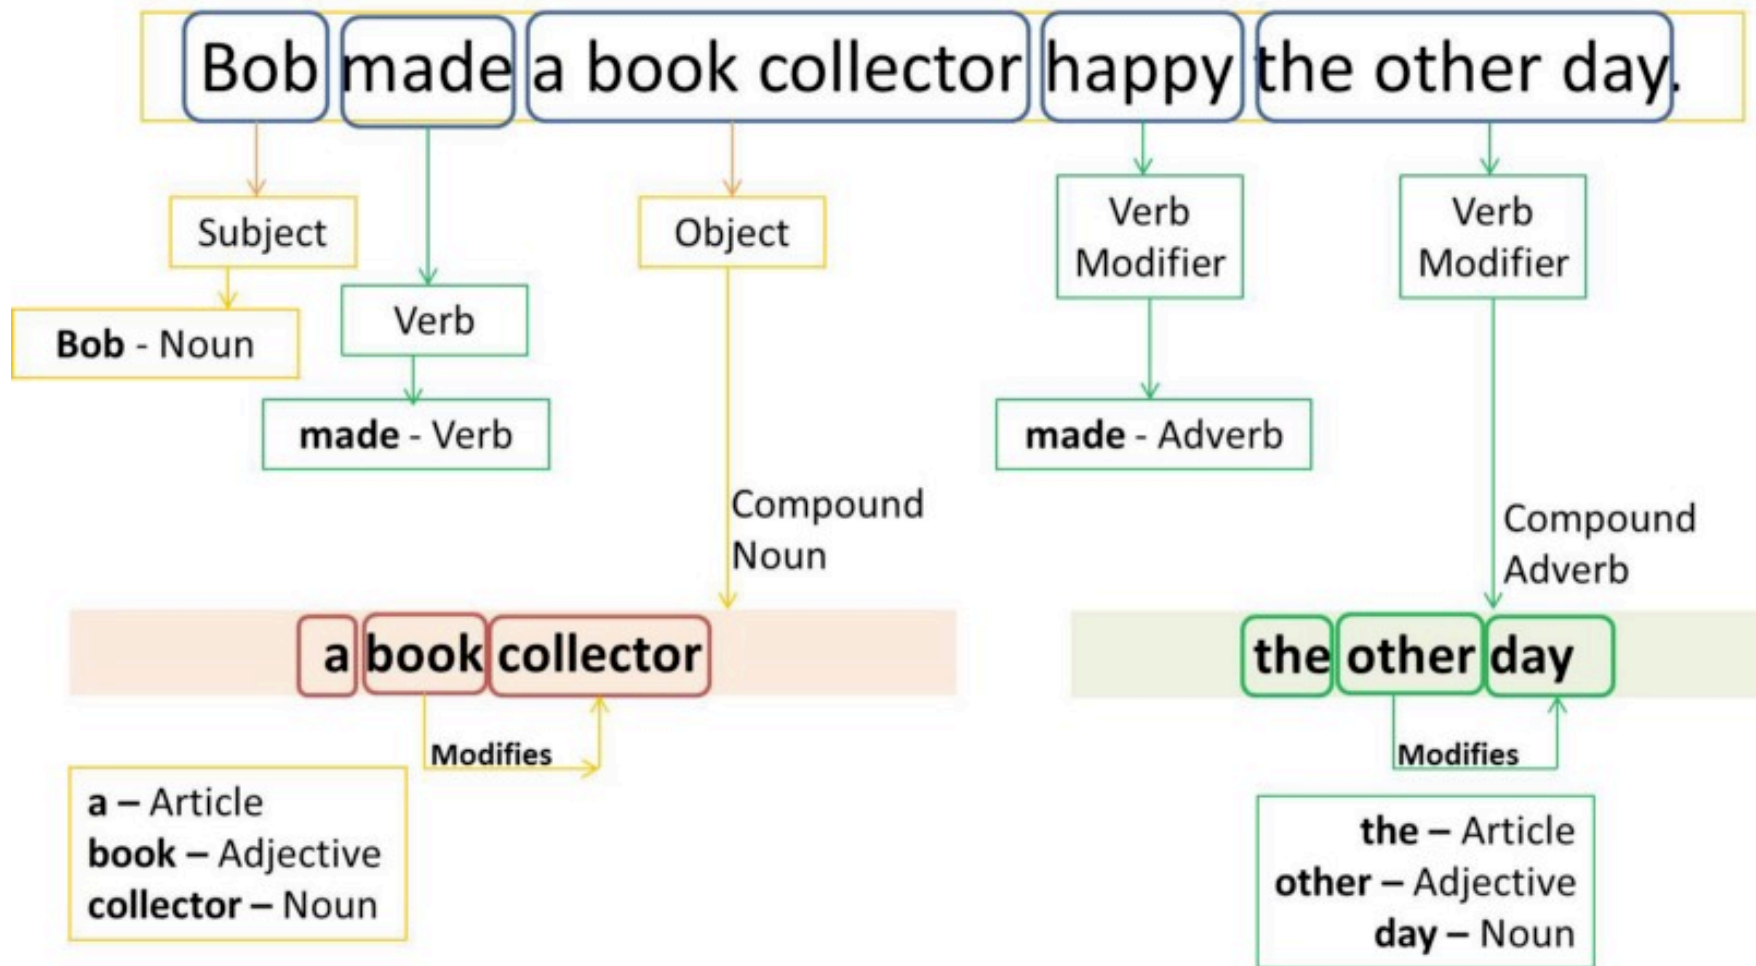 Bob made a book collector happy the other day.
Subject
Object
Verb
Modifier
Verb
Modifier
Bob - Noun
Verb
made - Verb
made - Adverb
Compound
Noun
Compound
Adverb
a book collector
the other day
Modifies
Modifies
a – Article
book – Adjective
collector – Noun
the – Article
other – Adjective
day – Noun